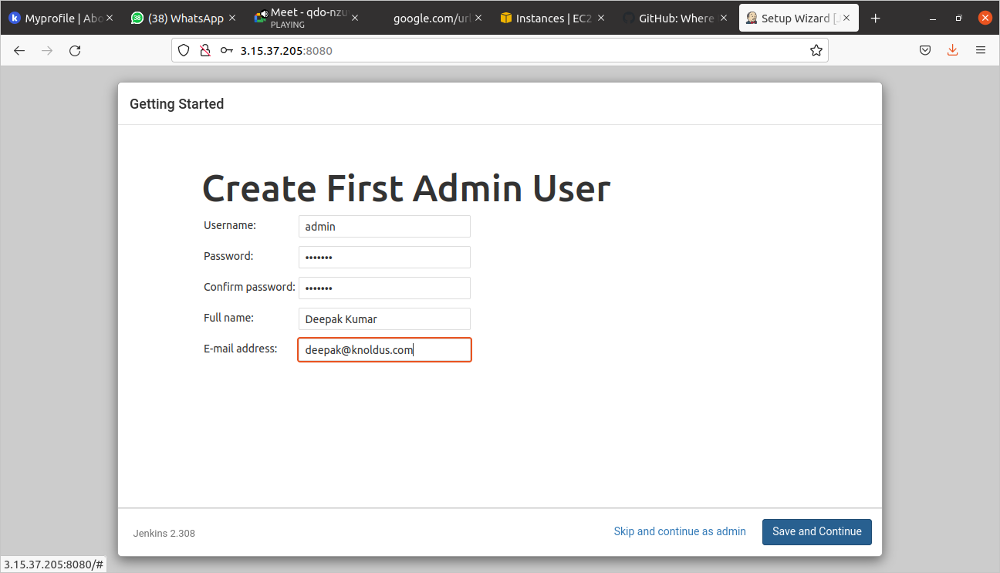 Myprofile | Abo
(38) WhatsApp
Meet - qdo-nzu
PLAYING
google.com/url
Instances | EC2
GitHub: Where
Setup Wizard [J
3.15.37.205:8080
Getting Started
Create First Admin User
Username: admin
Password: •••••••
Confirm password: •••••••
Full name: Deepak Kumar
E-mail address: deepak@knoldus.com
Jenkins 2.308
Skip and continue as admin
Save and Continue
3.15.37.205:8080/#